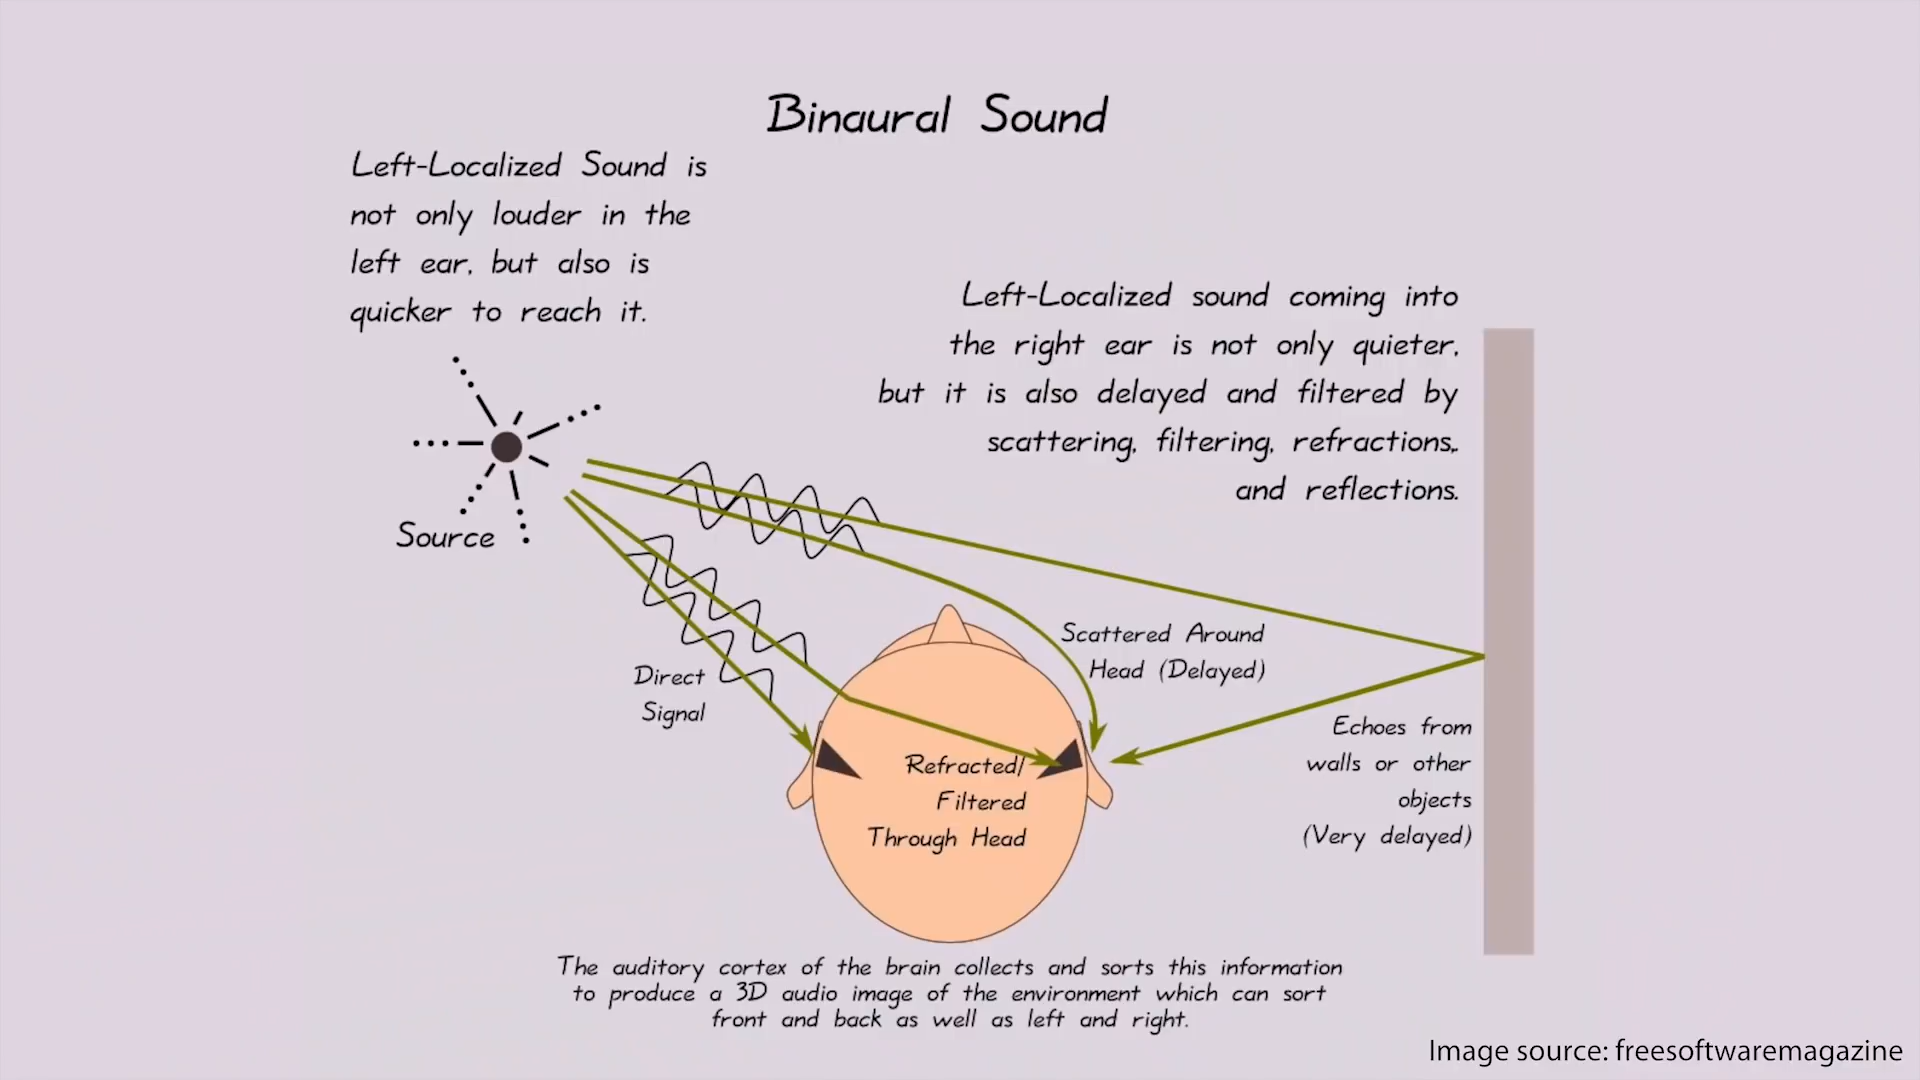 Binaural Sound
Left-Localized Sound is
not only louder in the
left ear, but also is
quicker to reach it.
Left-Localized sound coming into
the right ear is not only quieter,
but it is also delayed and filtered by
scattering, filtering, refractions,
and reflections.
Source
Direct
Signal
Scattered Around
Head (Delayed)
Refracted/
Filtered
Through Head
Echoes from
walls or other
objects
(Very delayed)
The auditory cortex of the brain collects and sorts this information
to produce a 3D audio image of the environment which can sort
front and back as well as left and right.
Image source: freesoftwaremagazine